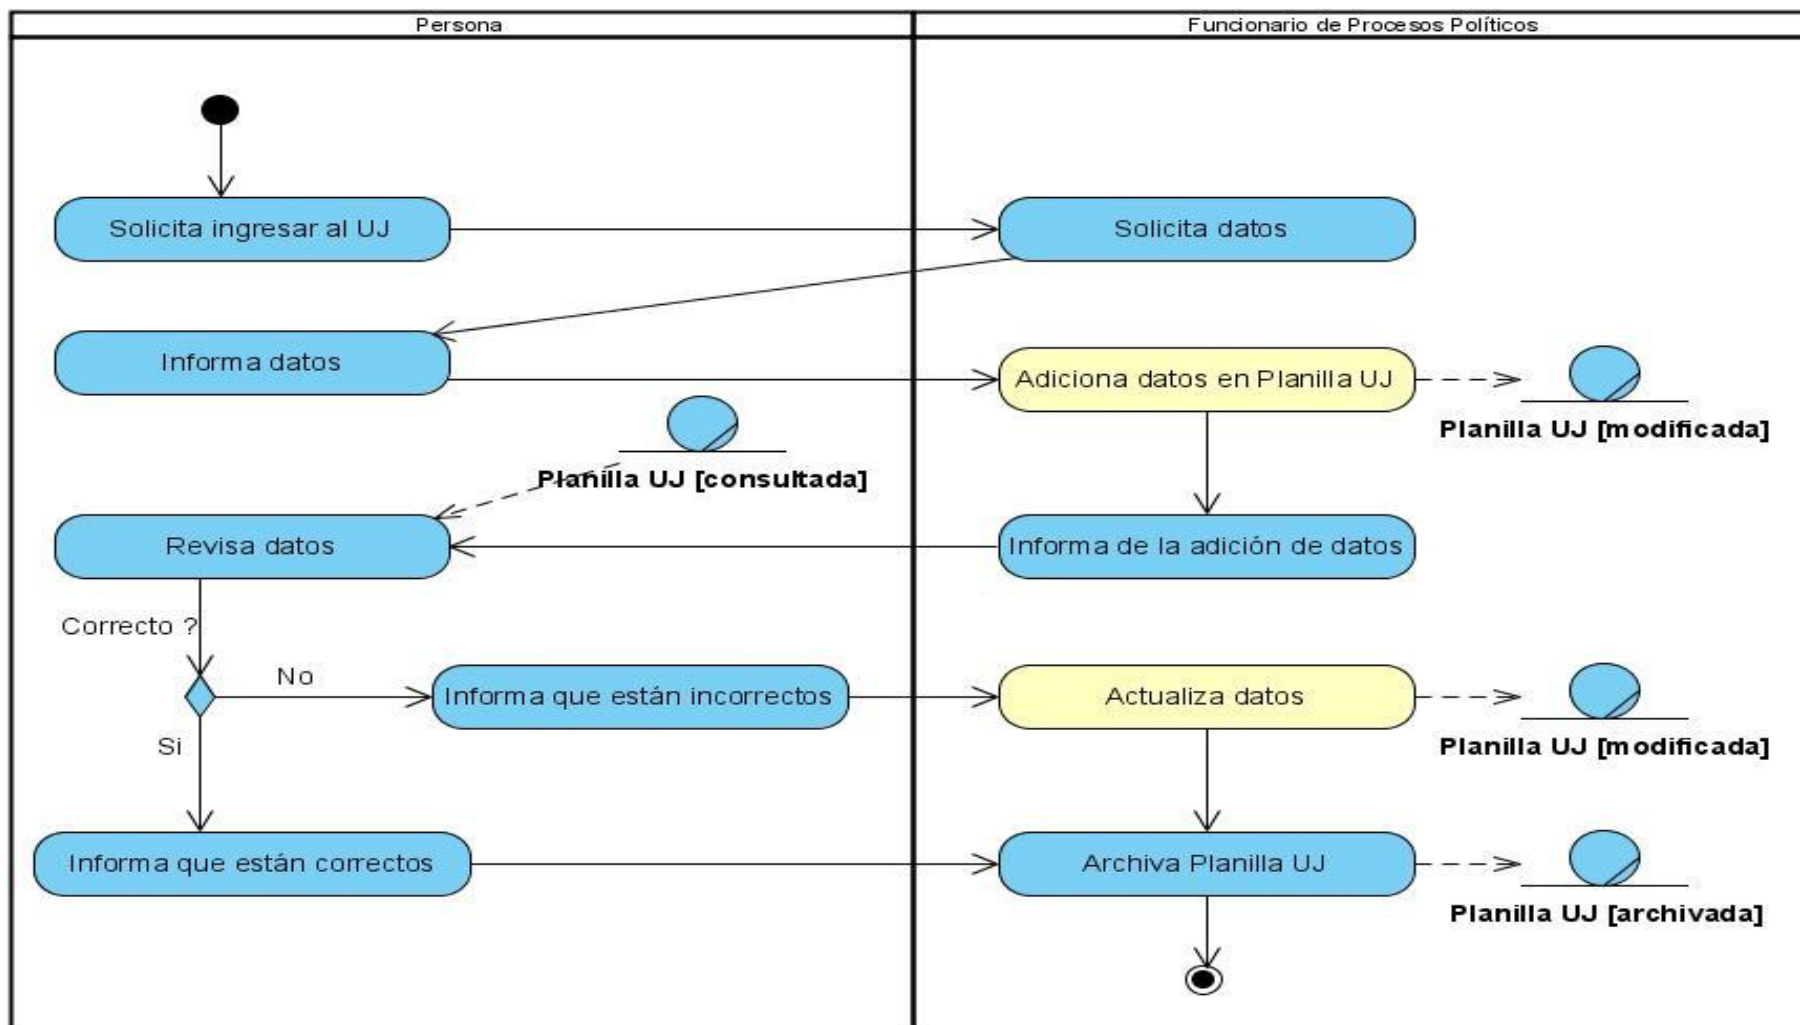 Persona
Funcionario de Procesos Políticos
Solicita ingresar al UJ
Solicita datos
Informa datos
Adiciona datos en Planilla UJ
Planilla UJ [modificada]
Planilla UJ [consultada]
Revisa datos
Informa de la adición de datos
Correcto ?
No
Informa que están incorrectos
Actualiza datos
Si
Planilla UJ [modificada]
Informa que están correctos
Archiva Planilla UJ
Planilla UJ [archivada]